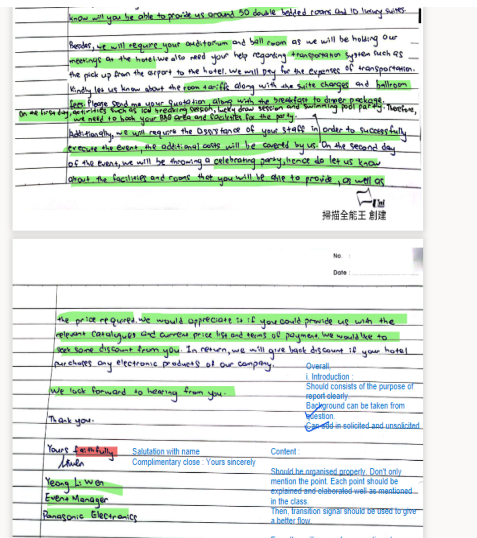 know will you be able to provide us around 50 double bedded rooms and 10 luxury suites.
Besides, we will require your auditorium and ball room as we will be holding our
meetings at the hotel. We also need your help regarding transportation system such as
the pick up from the airport to the hotel. We will pay for the expenses of transportation.
Kindly let us know about the room tariffs along with the suite charges and ballroom
fees. Please send me your quotation along with the breakfast to dinner package.
On the first day, activities such as ice breaking session, lucky draw session and swimming pool party. Therefore,
we need to book your BBQ area and facilities for the party.
Additionally, we will require the assistance of your staff in order to successfully
execute the event, the additional costs will be covered by us. On the second day
of the event, we will be throwing a celebrating party, hence do let us know
about the facilities and rooms that you will be able to provide, as well as
掃描全能王 創建
No :
Date :
the price required. We would appreciate it if you could provide us with the
relevant catalogues and current price list and terms of payment. We would like to
seek some discount from you. In return, we will give back discount if your hotel
purchases any electronic products of our company.
Overall,
i. Introduction :
Should consists of the purpose of
report clearly
Background can be taken from
question.
Can add in solicited and unsolicited
We look forward to hearing from you.
Thank you.
Yours faithfully
Salutation with name
Complimentary close : Yours sincerely
Content :
Yeong Li Wen
Event Manager
Panasonic Electronics
Should be organised properly. Don't only
mention the point. Each point should be
explained and elaborated well as mentioned
in the class.
Then, transition signal should be used to give
a better flow.